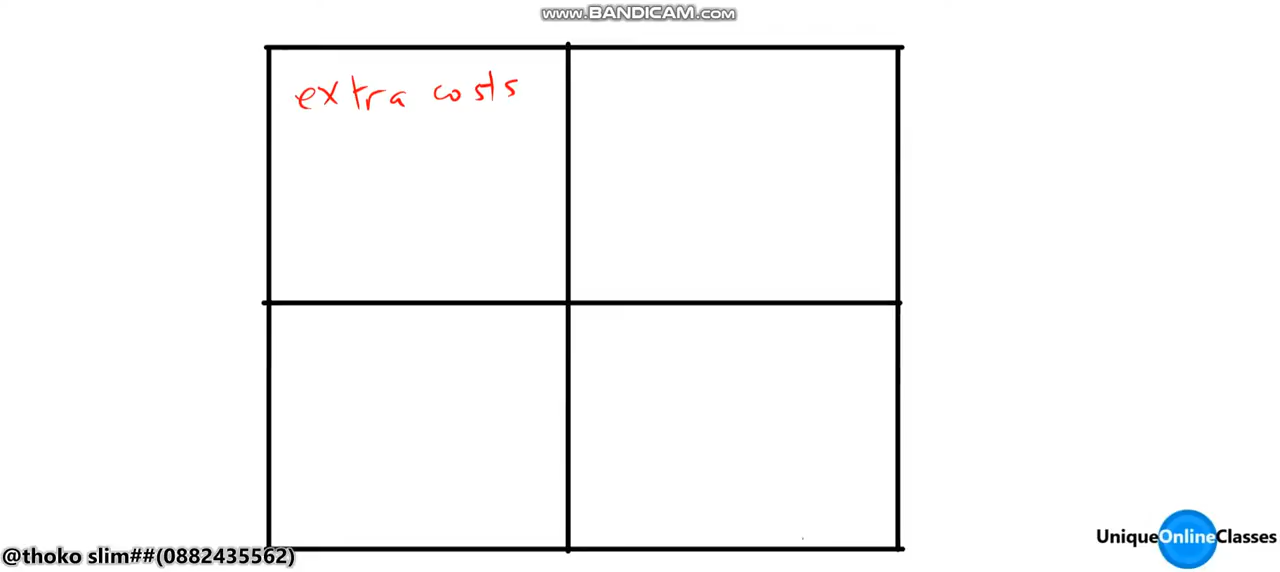 www.BANDICAM.com
extra costs
@thoko slim##(0882435562)
UniqueOnlineClasses